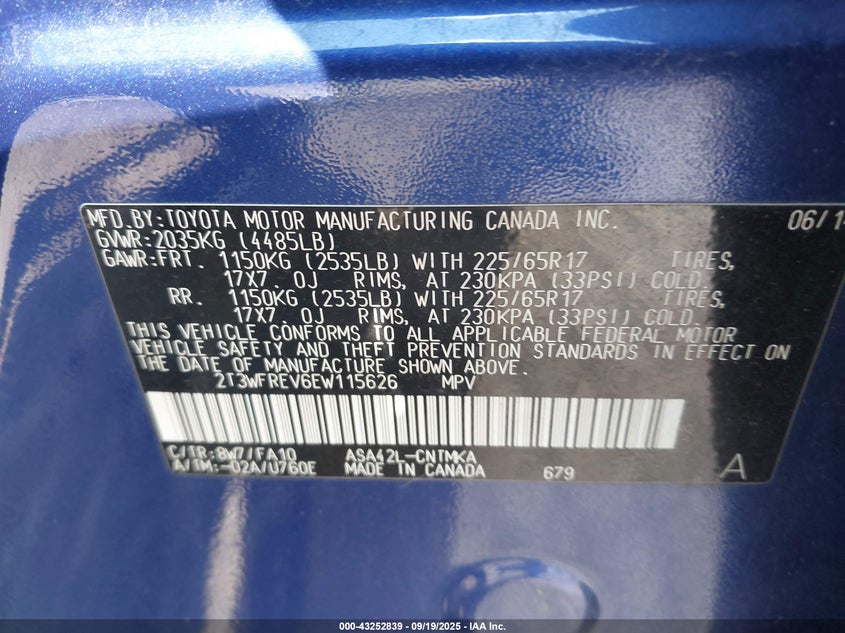 MFD.BY:TOYOTA MOTOR MANUFACTURING CANADA INC. 06/14
GVWR:2035KG (4485LB)
GAWR:FRT. 1150KG (2535LB) WITH 225/65R17 TIRES,
17X7.0J RIMS, AT 230KPA (33PSI) COLD.
RR. 1150KG (2535LB) WITH 225/65R17 TIRES,
17X7.0J RIMS, AT 230KPA (33PSI) COLD.
THIS VEHICLE CONFORMS TO ALL APPLICABLE FEDERAL MOTOR
VEHICLE SAFETY AND THEFT PREVENTION STANDARDS IN EFFECT ON
THE DATE OF MANUFACTURE SHOWN ABOVE.
2T3WFREV6EW115626 MPV
C/TR:8W7/FA10 ASA42L-CNTMKA
A/TM:-02A/U760E MADE IN CANADA 679 A
000-43252839 - 09/19/2025 - IAA Inc.